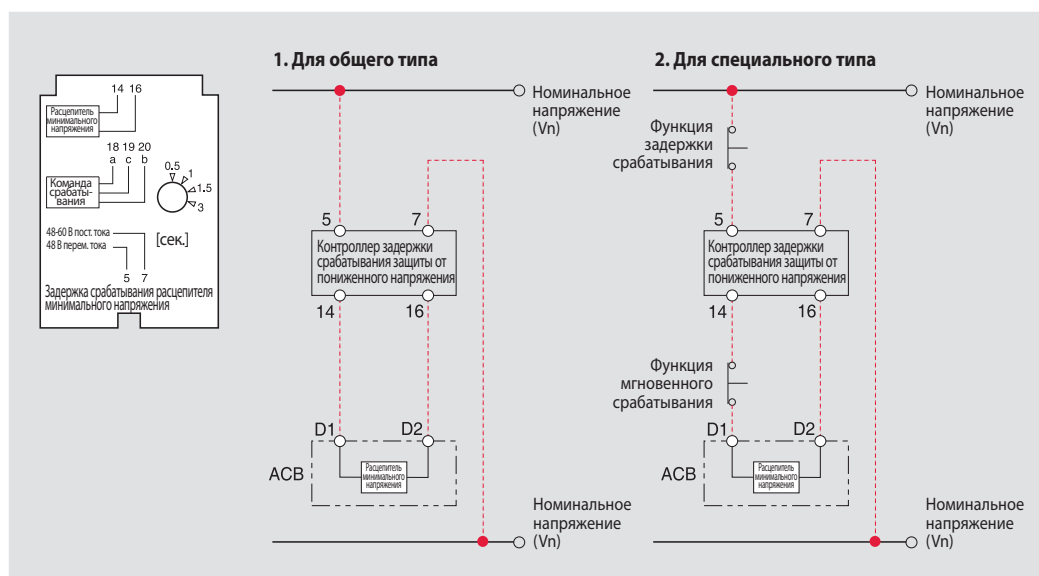 14 16
Расцепитель
минимального
напряжения
18 19 20
a c b
Команда
срабаты-
вания
0.5
1
1.5
3
[сек.]
48-60 В пост. тока
48 В перем. тока
5 7
Задержка срабатывания расцепителя
минимального напряжения
1. Для общего типа
Номинальное
напряжение
(Vn)
5 7
Контроллер задержки
срабатывания защиты от
пониженного напряжения
14 16
D1 D2
ACB
Расцепитель
минимального
напряжения
Номинальное
напряжение
(Vn)
2. Для специального типа
Номинальное
напряжение
(Vn)
Функция
задержки
срабатывания
5 7
Контроллер задержки
срабатывания защиты от
пониженного напряжения
14 16
Функция
мгновенного
срабатывания
D1 D2
ACB
Расцепитель
минимального
напряжения
Номинальное
напряжение
(Vn)